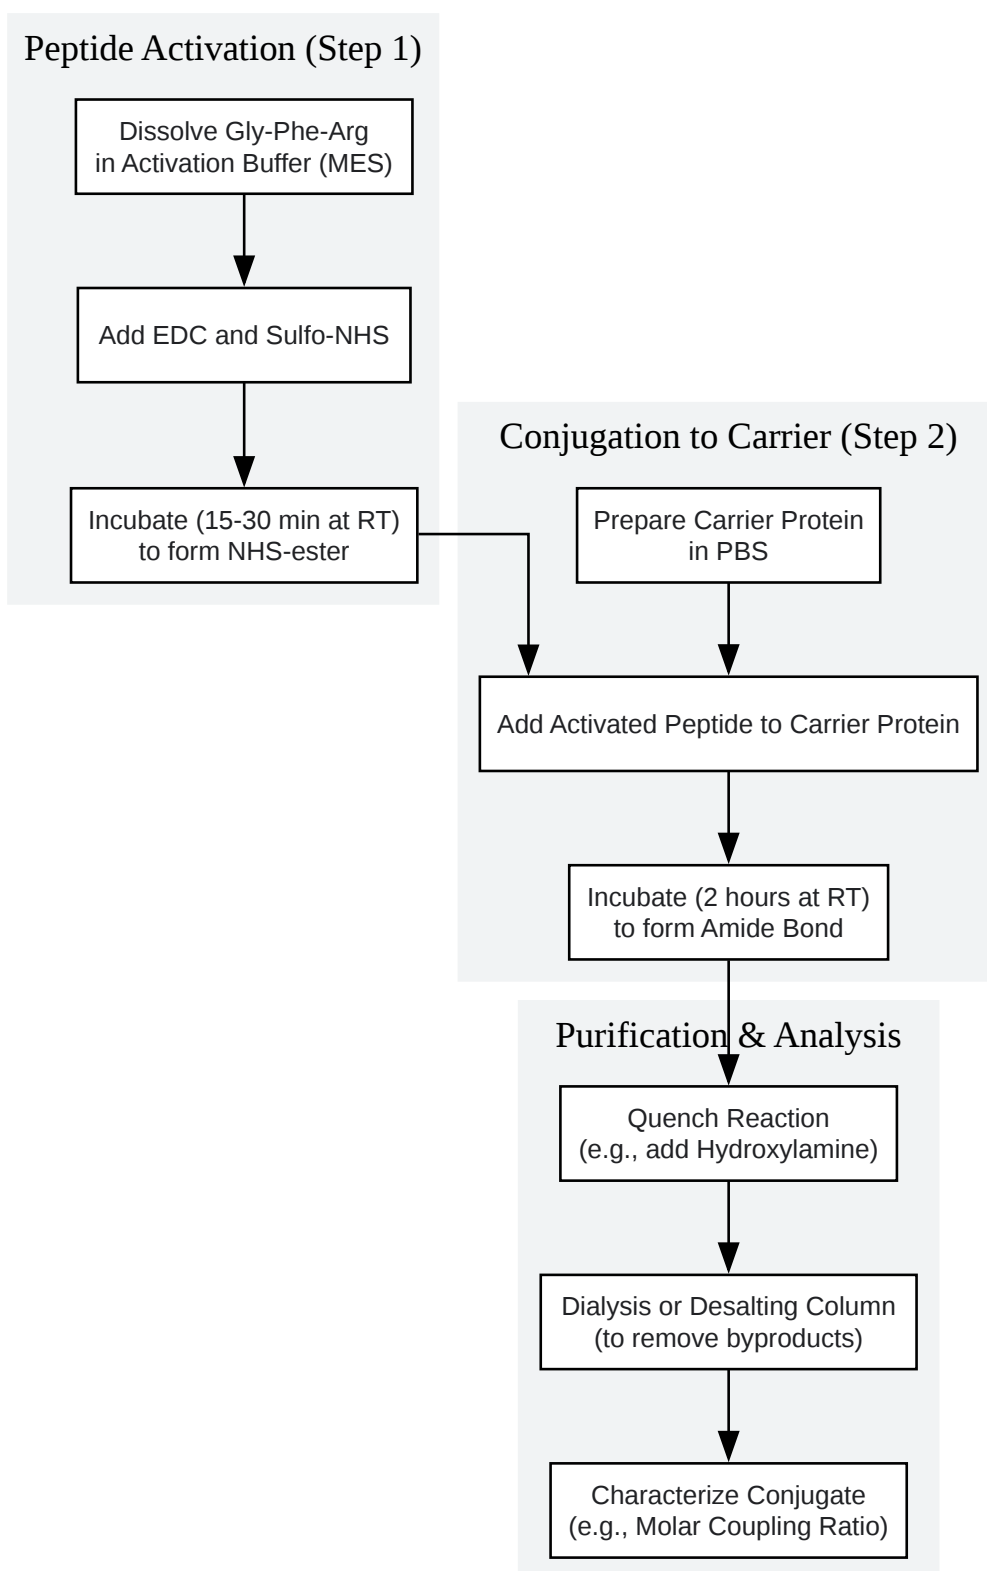 Peptide Activation (Step 1)
Dissolve Gly-Phe-Arg
in Activation Buffer (MES)
Add EDC and Sulfo-NHS
Incubate (15-30 min at RT)
to form NHS-ester
Conjugation to Carrier (Step 2)
Prepare Carrier Protein
in PBS
Add Activated Peptide to Carrier Protein
Incubate (2 hours at RT)
to form Amide Bond
Purification & Analysis
Quench Reaction
(e.g., add Hydroxylamine)
Dialysis or Desalting Column
(to remove byproducts)
Characterize Conjugate
(e.g., Molar Coupling Ratio)